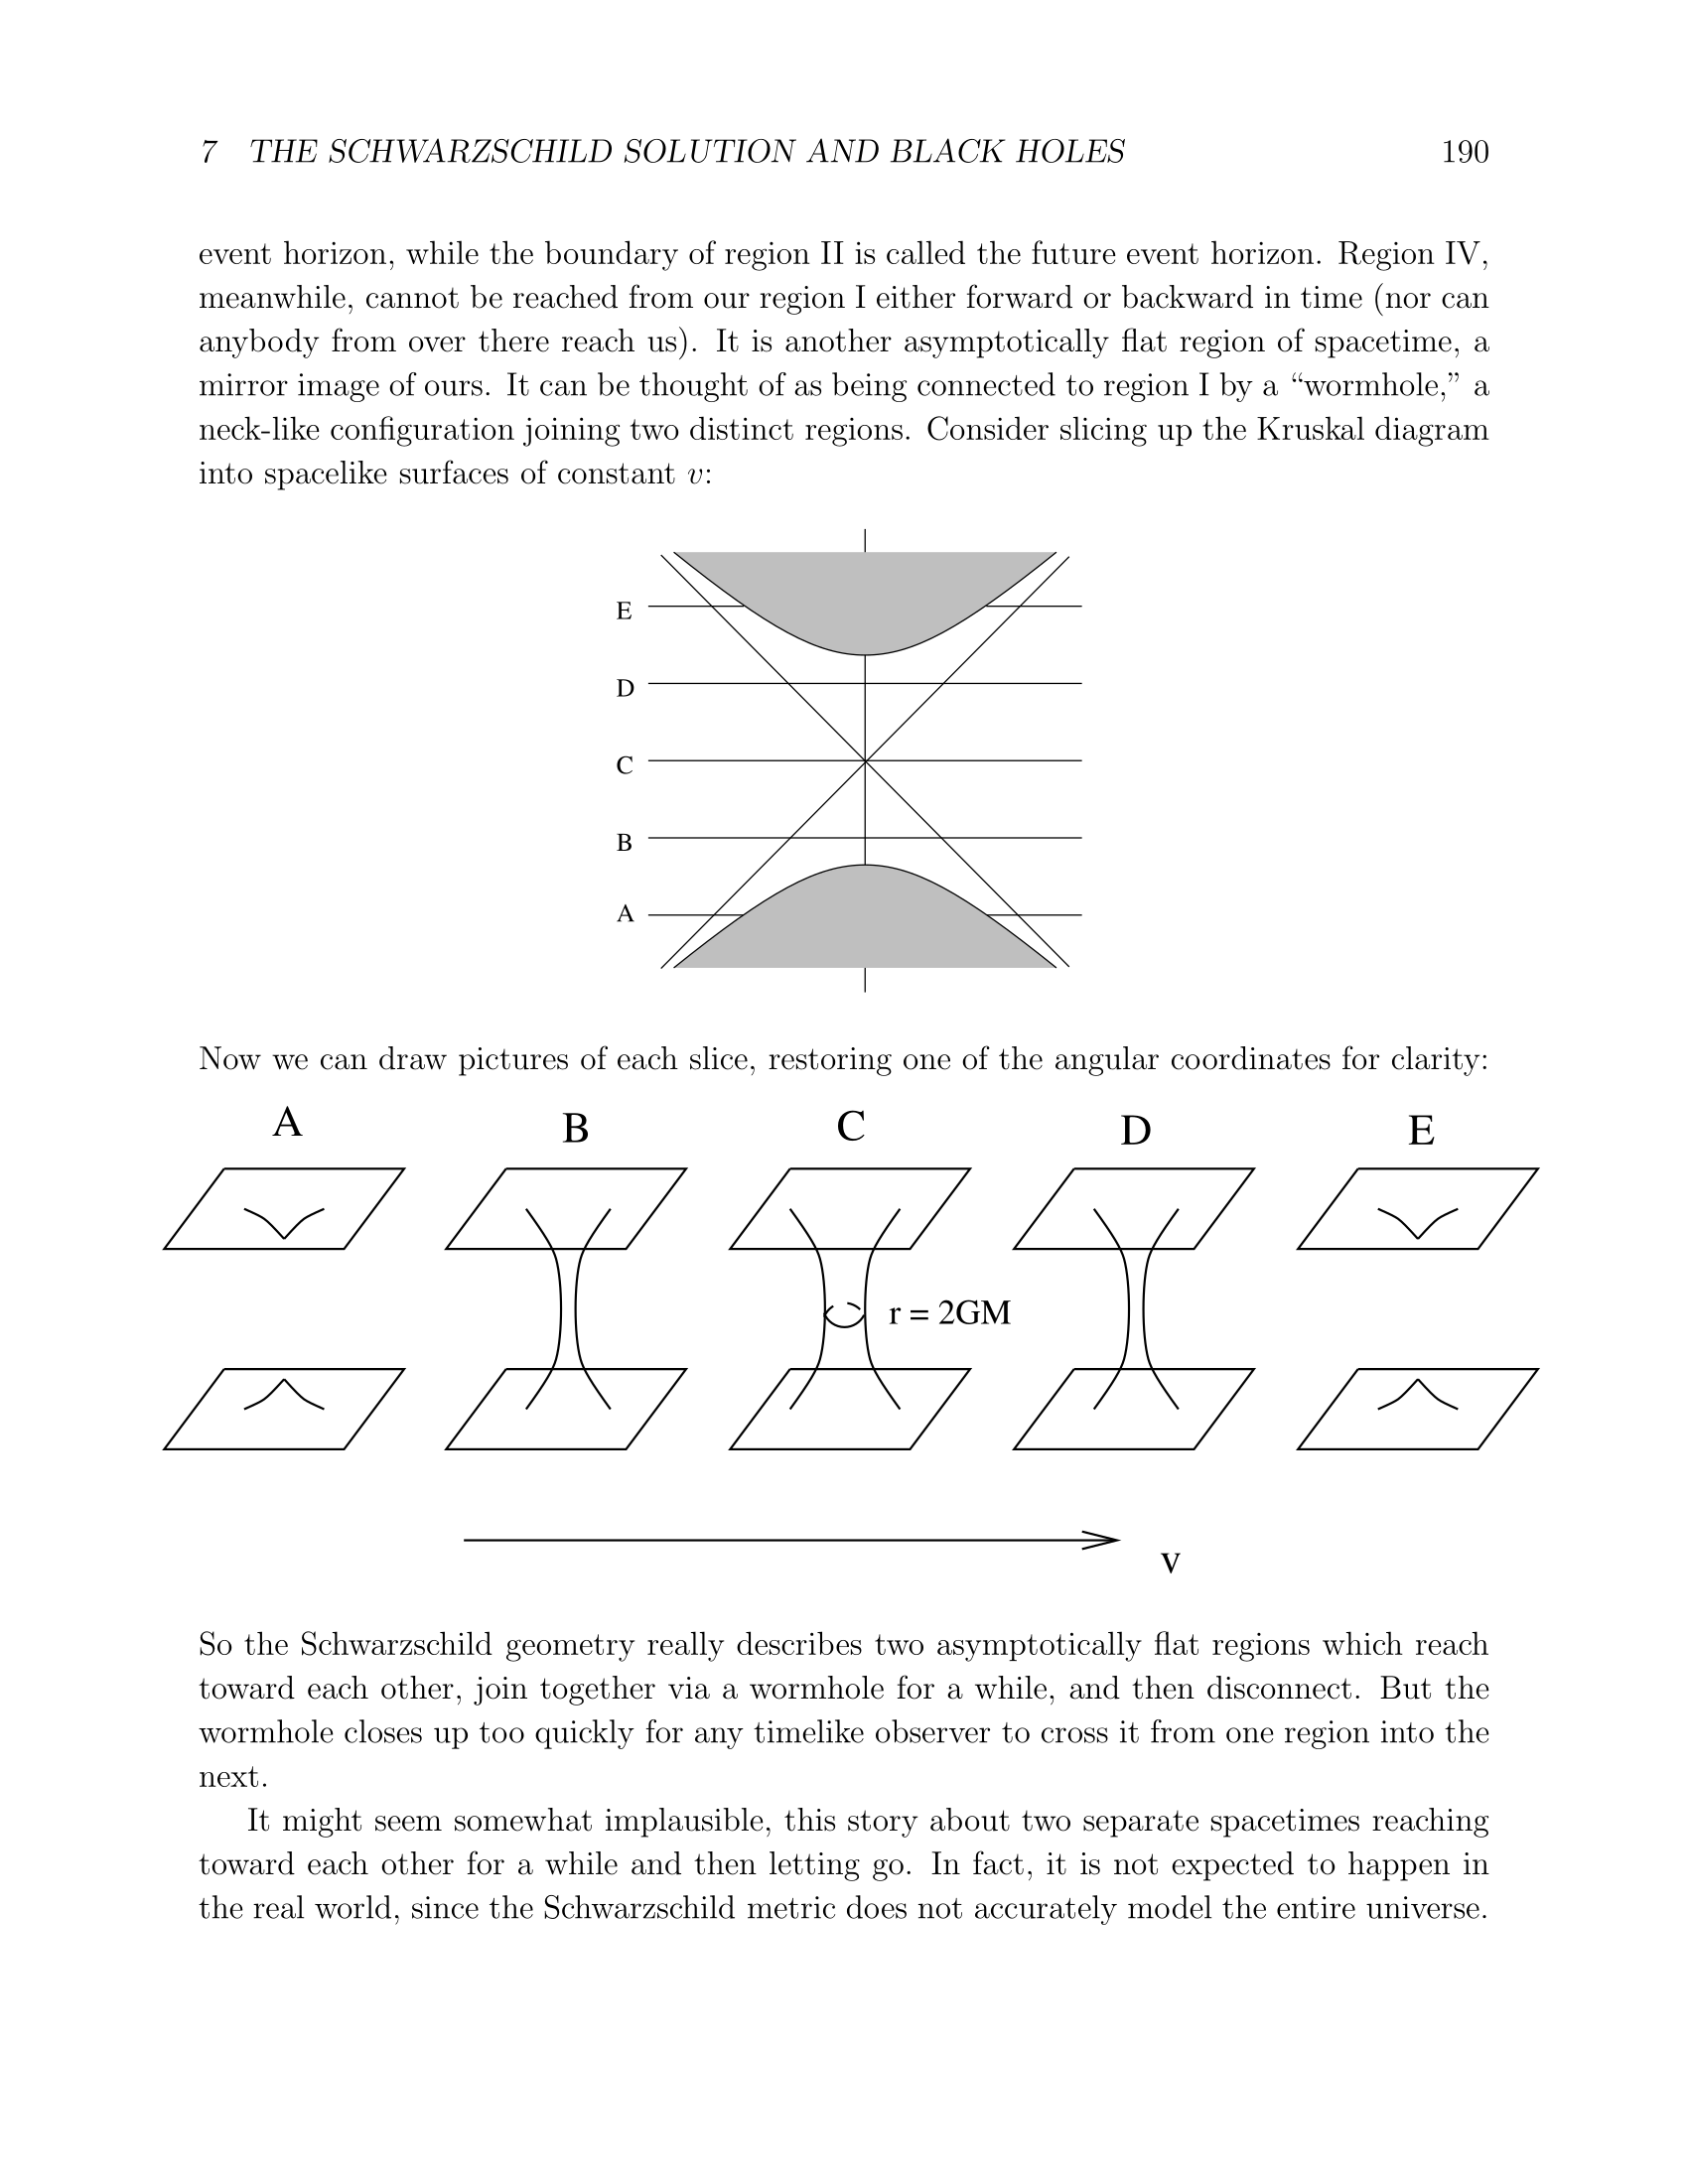 7 THE SCHWARZSCHILD SOLUTION AND BLACK HOLES 190
event horizon, while the boundary of region II is called the future event horizon. Region IV,
meanwhile, cannot be reached from our region I either forward or backward in time (nor can
anybody from over there reach us). It is another asymptotically flat region of spacetime, a
mirror image of ours. It can be thought of as being connected to region I by a “wormhole,” a
neck-like configuration joining two distinct regions. Consider slicing up the Kruskal diagram
into spacelike surfaces of constant v:
E
D
C
B
A
Now we can draw pictures of each slice, restoring one of the angular coordinates for clarity:
A B C D E
r = 2GM
v
So the Schwarzschild geometry really describes two asymptotically flat regions which reach
toward each other, join together via a wormhole for a while, and then disconnect. But the
wormhole closes up too quickly for any timelike observer to cross it from one region into the
next.
It might seem somewhat implausible, this story about two separate spacetimes reaching
toward each other for a while and then letting go. In fact, it is not expected to happen in
the real world, since the Schwarzschild metric does not accurately model the entire universe.